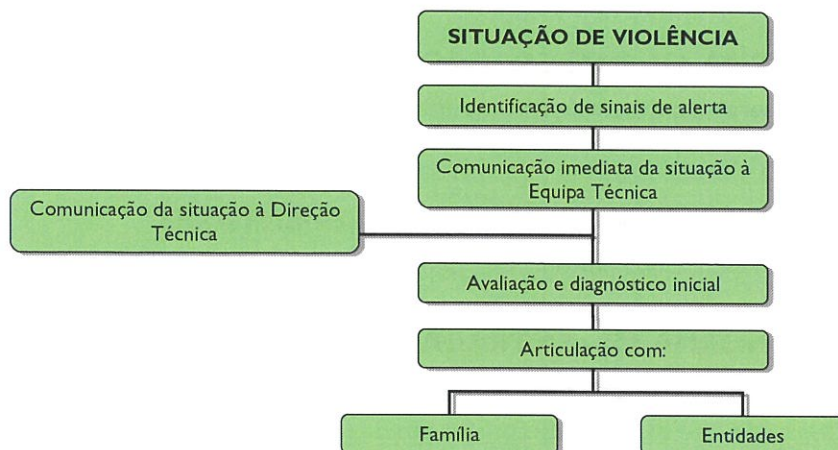 SITUAÇÃO DE VIOLÊNCIA
Identificação de sinais de alerta
Comunicação imediata da situação à
Equipa Técnica
Comunicação da situação à Direção
Técnica
Avaliação e diagnóstico inicial
Articulação com:
Família
Entidades